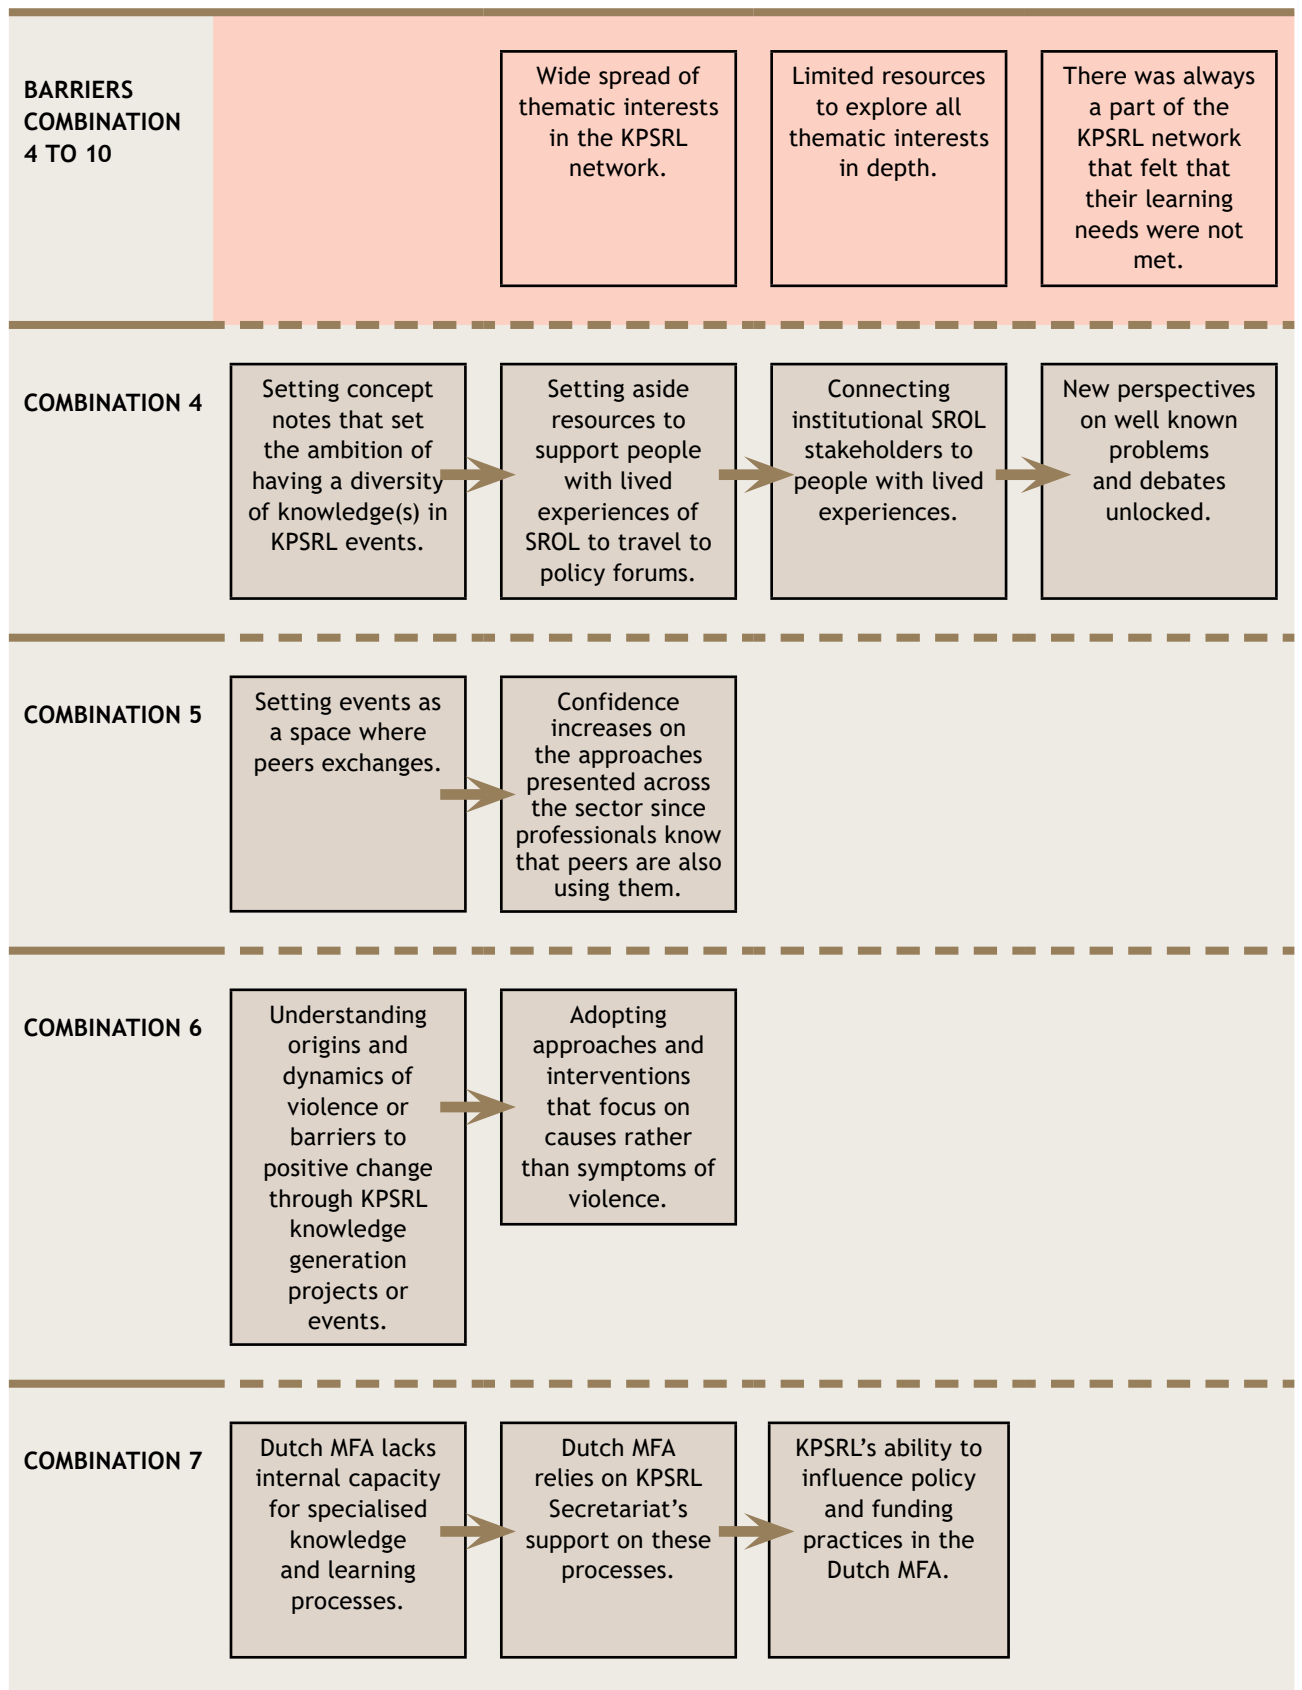 BARRIERS
COMBINATION
4 TO 10
Wide spread of
thematic interests
in the KPSRL
network.
Limited resources
to explore all
thematic interests
in depth.
There was always
a part of the
KPSRL network
that felt that
their learning
needs were not
met.
COMBINATION 4
Setting concept
notes that set
the ambition of
having a diversity
of knowledge(s) in
KPSRL events.
Setting aside
resources to
support people
with lived
experiences of
SROL to travel to
policy forums.
Connecting
institutional SROL
stakeholders to
people with lived
experiences.
New perspectives
on well known
problems
and debates
unlocked.
COMBINATION 5
Setting events as
a space where
peers exchanges.
Confidence
increases on
the approaches
presented across
the sector since
professionals know
that peers are also
using them.
COMBINATION 6
Understanding
origins and
dynamics of
violence or
barriers to
positive change
through KPSRL
knowledge
generation
projects or
events.
Adopting
approaches and
interventions
that focus on
causes rather
than symptoms of
violence.
COMBINATION 7
Dutch MFA lacks
internal capacity
for specialised
knowledge
and learning
processes.
Dutch MFA
relies on KPSRL
Secretariat’s
support on these
processes.
KPSRL’s ability to
influence policy
and funding
practices in the
Dutch MFA.